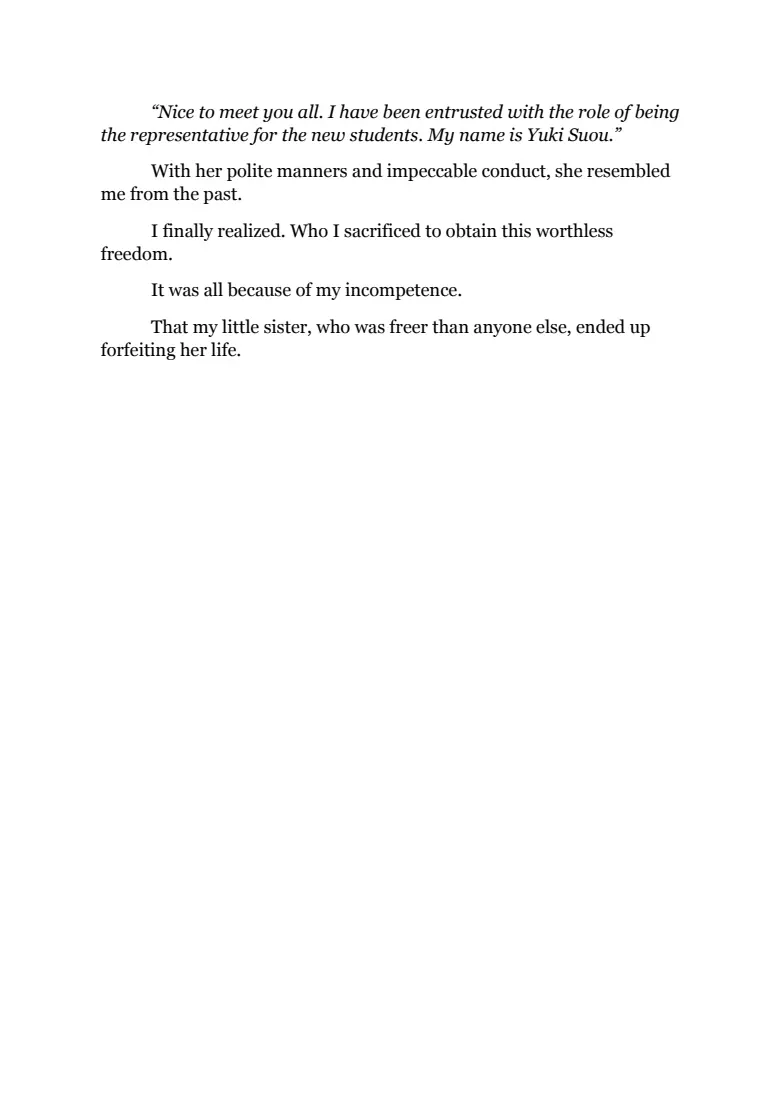 “Nice to meet you all. I have been entrusted with the role of being
the representative for the new students. My name is Yuki Suou.”
With her polite manners and impeccable conduct, she resembled
me from the past.
I finally realized. Who I sacrificed to obtain this worthless
freedom.
It was all because of my incompetence.
That my little sister, who was freer than anyone else, ended up
forfeiting her life.